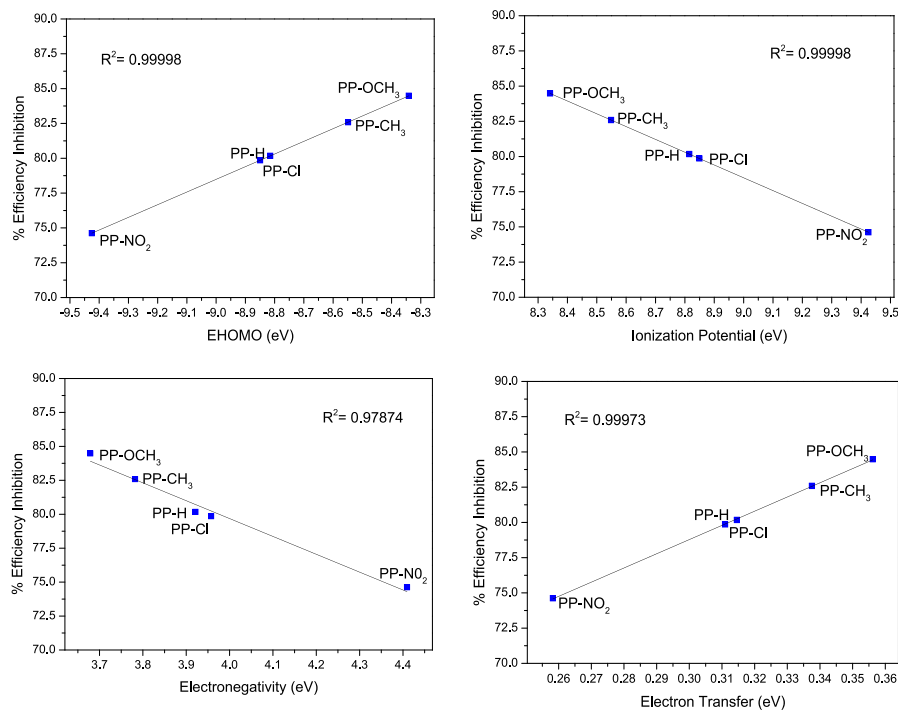 90.0
87.5
85.0
82.5
80.0
77.5
75.0
72.5
70.0
% Efficiency Inhibition
R²= 0.99998
PP-OCH₃
PP-CH₃
PP-H
PP-Cl
PP-NO₂
-9.5 -9.4 -9.3 -9.2 -9.1 -9.0 -8.9 -8.8 -8.7 -8.6 -8.5 -8.4 -8.3
EHOMO (eV)
90.0
87.5
85.0
82.5
80.0
77.5
75.0
72.5
70.0
% Efficiency Inhibition
R²= 0.99998
PP-OCH₃
PP-CH₃
PP-H
PP-Cl
PP-NO₂
8.3 8.4 8.5 8.6 8.7 8.8 8.9 9.0 9.1 9.2 9.3 9.4 9.5
Ionization Potential (eV)
90.0
87.5
85.0
82.5
80.0
77.5
75.0
72.5
70.0
% Efficiency Inhibition
R²= 0.97874
PP-OCH₃
PP-CH₃
PP-H
PP-Cl
PP-N0₂
3.7 3.8 3.9 4.0 4.1 4.2 4.3 4.4
Electronegativity (eV)
90.0
87.5
85.0
82.5
80.0
77.5
75.0
72.5
70.0
% Efficiency Inhibition
R²= 0.99973
PP-OCH₃
PP-CH₃
PP-H
PP-Cl
PP-NO₂
0.26 0.27 0.28 0.29 0.30 0.31 0.32 0.33 0.34 0.35 0.36
Electron Transfer (eV)